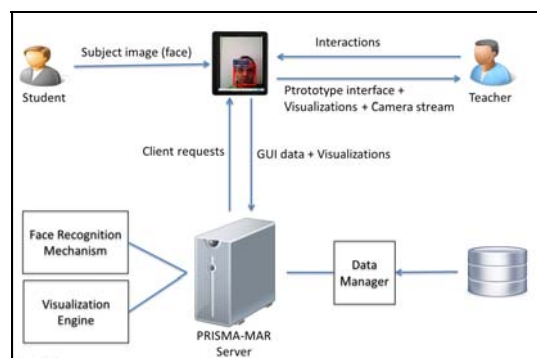 Subject image (face)
Interactions
Student
Ptrototype interface +
Visualizations + Camera stream
Teacher
Client requests
GUI data + Visualizations
Face Recognition
Mechanism
Data
Manager
Visualization
Engine
PRISMA-MAR
Server